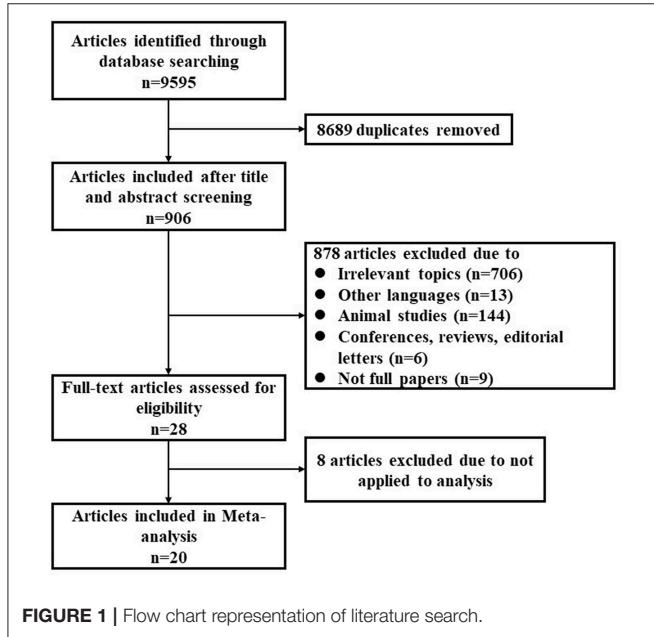 Articles identified through
database searching
n=9595
8689 duplicates removed
Articles included after title
and abstract screening
n=906
878 articles excluded due to
● Irrelevant topics (n=706)
● Other languages (n=13)
● Animal studies (n=144)
● Conferences, reviews, editorial
letters (n=6)
● Not full papers (n=9)
Full-text articles assessed for
eligibility
n=28
8 articles excluded due to not
applied to analysis
Articles included in Meta-
analysis
n=20
FIGURE 1 | Flow chart representation of literature search.